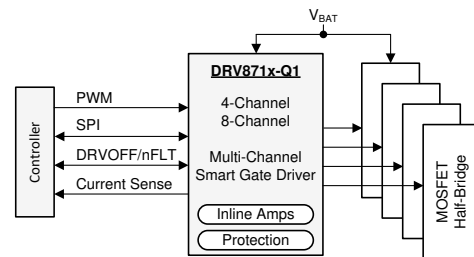 VBAT
DRV871x-Q1
4-Channel
8-Channel
Multi-Channel
Smart Gate Driver
Inline Amps
Protection
Controller
PWM
SPI
DRVOFF/nFLT
Current Sense
MOSFET
Half-Bridge